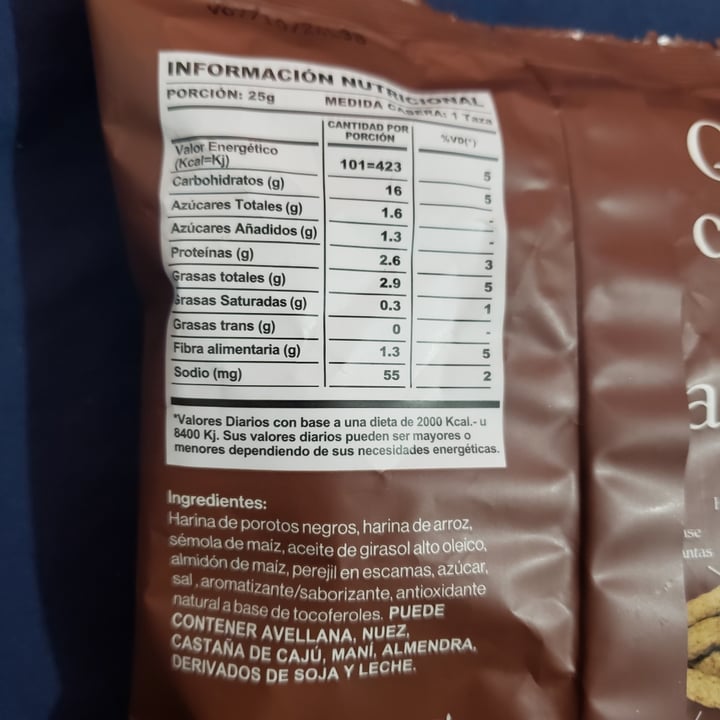 INFORMACIÓN NUTRICIONAL
PORCIÓN: 25g MEDIDA CASERA: 1 Taza
CANTIDAD POR PORCIÓN %VD(*)
Valor Energético
(Kcal=Kj) 101=423 5
Carbohidratos (g) 16 5
Azúcares Totales (g) 1.6 -
Azúcares Añadidos (g) 1.3 -
Proteínas (g) 2.6 3
Grasas totales (g) 2.9 5
Grasas Saturadas (g) 0.3 1
Grasas trans (g) 0 -
Fibra alimentaria (g) 1.3 5
Sodio (mg) 55 2
*Valores Diarios con base a una dieta de 2000 Kcal.- u
8400 Kj. Sus valores diarios pueden ser mayores o
menores dependiendo de sus necesidades energéticas.
Ingredientes:
Harina de porotos negros, harina de arroz,
sémola de maíz, aceite de girasol alto oleico,
almidón de maíz, perejil en escamas, azúcar,
sal, aromatizante/saborizante, antioxidante
natural a base de tocoferoles. PUEDE
CONTENER AVELLANA, NUEZ,
CASTAÑA DE CAJÚ, MANÍ, ALMENDRA,
DERIVADOS DE SOJA Y LECHE.